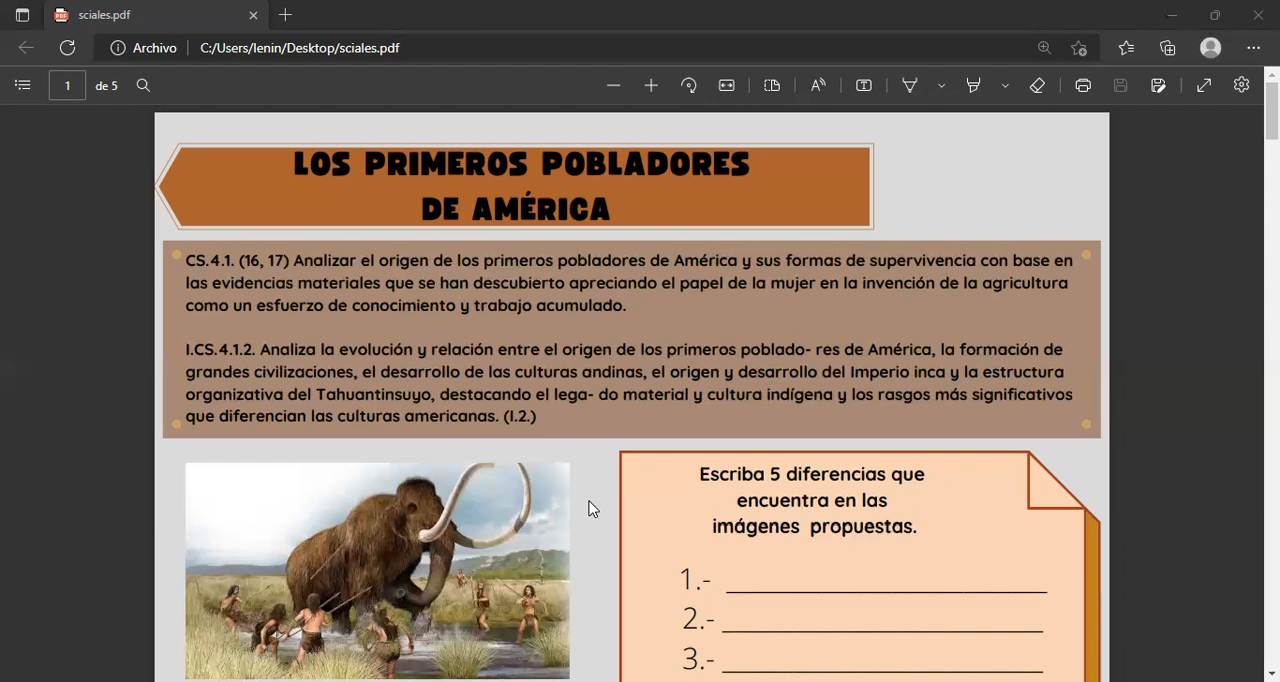 sciales.pdf
Archivo
C:/Users/lenin/Desktop/sciales.pdf
1
de 5
LOS PRIMEROS POBLADORES
DE AMÉRICA
CS.4.1. (16, 17) Analizar el origen de los primeros pobladores de América y sus formas de supervivencia con base en
las evidencias materiales que se han descubierto apreciando el papel de la mujer en la invención de la agricultura
como un esfuerzo de conocimiento y trabajo acumulado.
I.CS.4.1.2. Analiza la evolución y relación entre el origen de los primeros poblado- res de América, la formación de
grandes civilizaciones, el desarrollo de las culturas andinas, el origen y desarrollo del Imperio inca y la estructura
organizativa del Tahuantinsuyo, destacando el lega- do material y cultura indígena y los rasgos más significativos
que diferencian las culturas americanas. (I.2.)
Escriba 5 diferencias que
encuentra en las
imágenes propuestas.
1.- ______________________
2.- ______________________
3.- ______________________